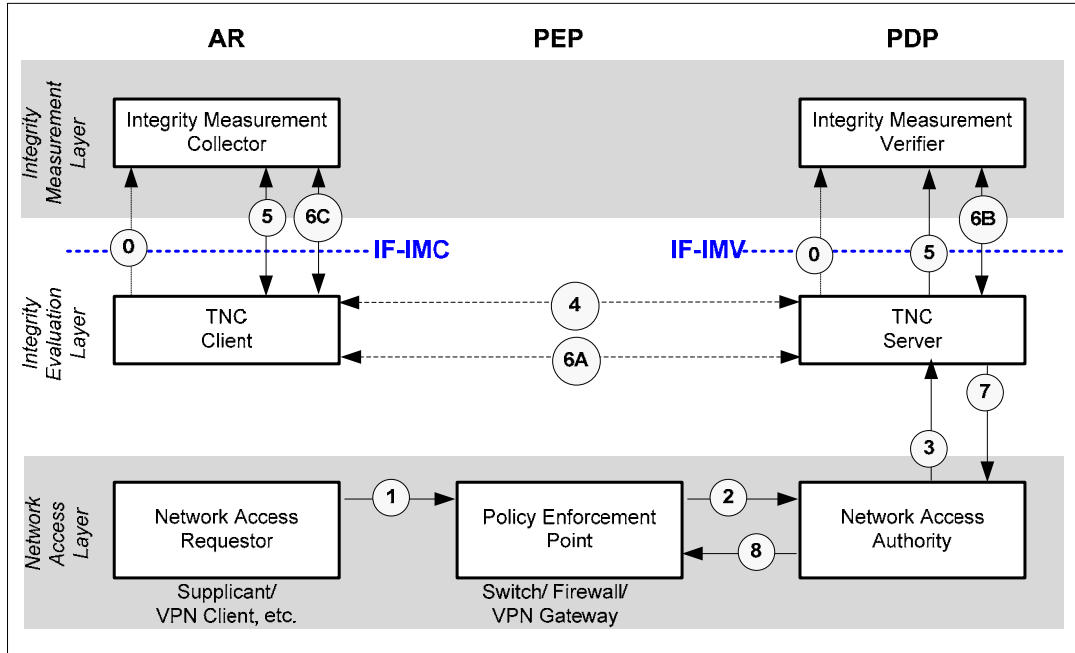 AR
PEP
PDP
Integrity
Measurement
Layer
Integrity Measurement
Collector
Integrity Measurement
Verifier
0
5
6C
0
5
6B
IF-IMC
IF-IMV
Integrity
Evaluation
Layer
TNC
Client
4
6A
TNC
Server
3
7
Network
Access
Layer
Network Access
Requestor
1
Policy Enforcement
Point
2
8
Network Access
Authority
Supplicant/
VPN Client, etc.
Switch/ Firewall/
VPN Gateway